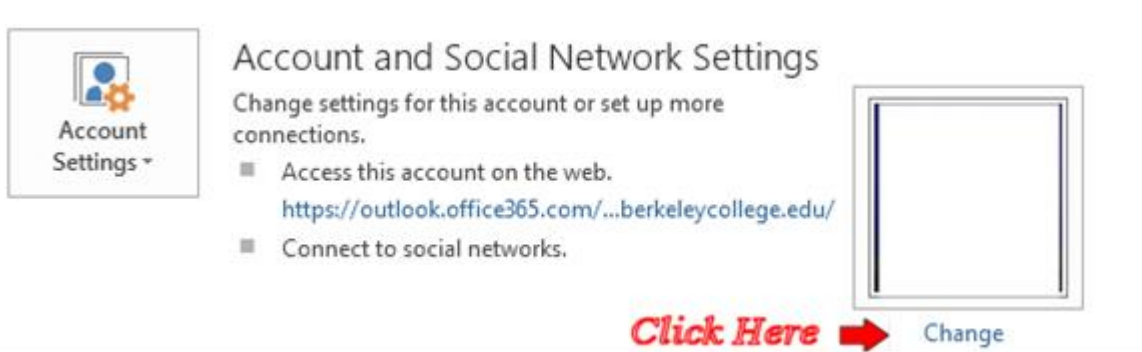 Account
Settings
Account and Social Network Settings
Change settings for this account or set up more
connections.
Access this account on the web.
https://outlook.office365.com/...berkeleycollege.edu/
Connect to social networks.
Click Here
Change